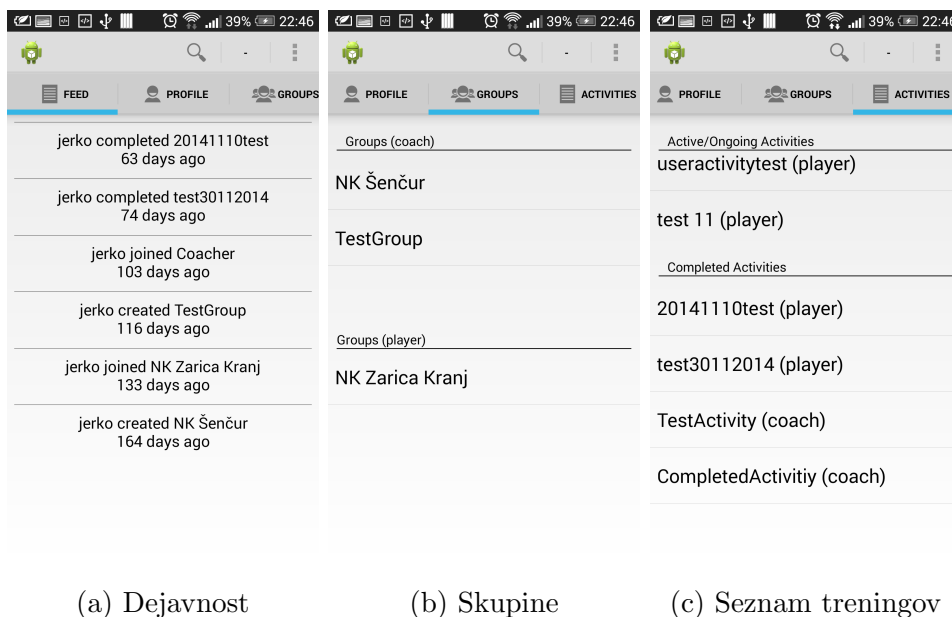 39% 22:46
FEED PROFILE GROUPS
jerko completed 20141110test
63 days ago
jerko completed test30112014
74 days ago
jerko joined Coacher
103 days ago
jerko created TestGroup
116 days ago
jerko joined NK Zarica Kranj
133 days ago
jerko created NK Šenčur
164 days ago
(a) Dejavnost
39% 22:46
PROFILE GROUPS ACTIVITIES
Groups (coach)
NK Šenčur
TestGroup
Groups (player)
NK Zarica Kranj
(b) Skupine
39% 22:46
PROFILE GROUPS ACTIVITIES
Active/Ongoing Activities
useractivitytest (player)
test 11 (player)
Completed Activities
20141110test (player)
test30112014 (player)
TestActivity (coach)
CompletedActivitiy (coach)
(c) Seznam treningov